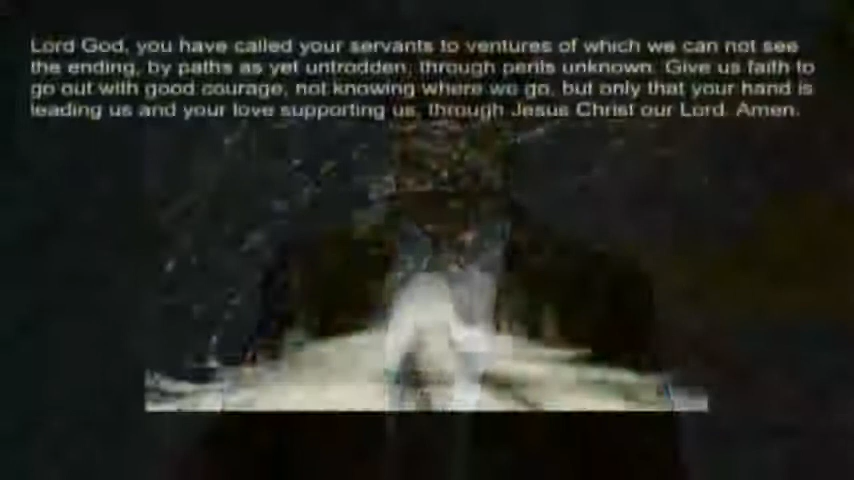 Lord God, you have called your servants to ventures of which we can not see
the ending, by paths as yet untrodden, through perils unknown. Give us faith to
go out with good courage, not knowing where we go, but only that your hand is
leading us and your love supporting us, through Jesus Christ our Lord. Amen.